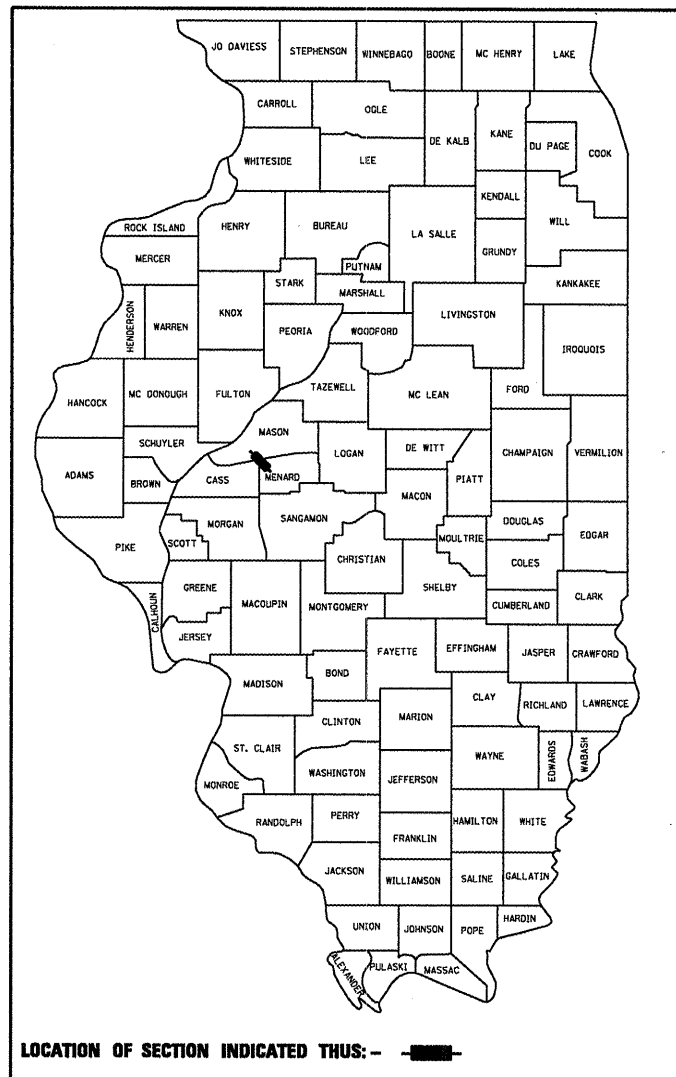 JO DAVIESS STEPHENSON WINNEBAGO BOONE MC HENRY LAKE
CARROLL OGLE DE KALB KANE DU PAGE COOK
WHITESIDE LEE
KENDALL WILL
ROCK ISLAND HENRY BUREAU LA SALLE GRUNDY
MERCER PUTNAM KANKAKEE
STARK MARSHALL
HENDERSON WARREN KNOX PEORIA WOODFORD LIVINGSTON IROQUOIS
HANCOCK MC DONOUGH FULTON TAZEWELL MC LEAN FORD
SCHUYLER MASON LOGAN DE WITT CHAMPAIGN VERMILION
ADAMS BROWN CASS MENARD MACON PIATT
PIKE SCOTT MORGAN SANGAMON MOULTRIE DOUGLAS EDGAR
CHRISTIAN COLES
CALHOUN GREENE MACOUPIN MONTGOMERY SHELBY CUMBERLAND CLARK
JERSEY
FAYETTE EFFINGHAM JASPER CRAWFORD
MADISON BOND
CLINTON MARION CLAY RICHLAND LAWRENCE
ST. CLAIR WAYNE EDWARDS WABASH
MONROE WASHINGTON JEFFERSON
RANDOLPH PERRY HAMILTON WHITE
FRANKLIN
JACKSON WILLIAMSON SALINE GALLATIN
UNION JOHNSON POPE HARDIN
ALEXANDER PULASKI MASSAC
LOCATION OF SECTION INDICATED THUS: -